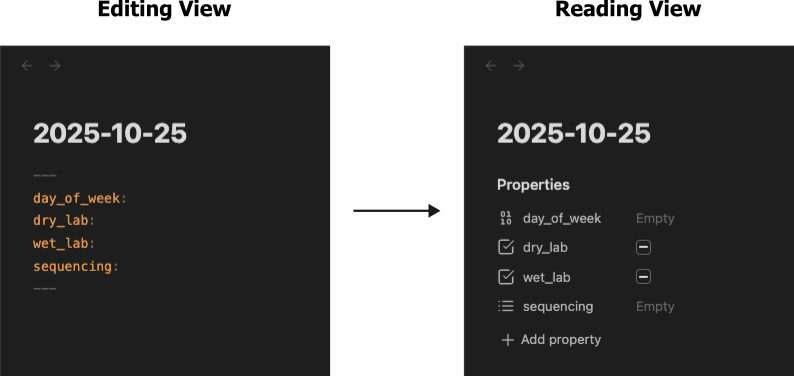 Editing View
2025-10-25
---
day_of_week:
dry_lab:
wet_lab:
sequencing:
---
Reading View
2025-10-25
Properties
day_of_week Empty
dry_lab
wet_lab
sequencing Empty
+ Add property